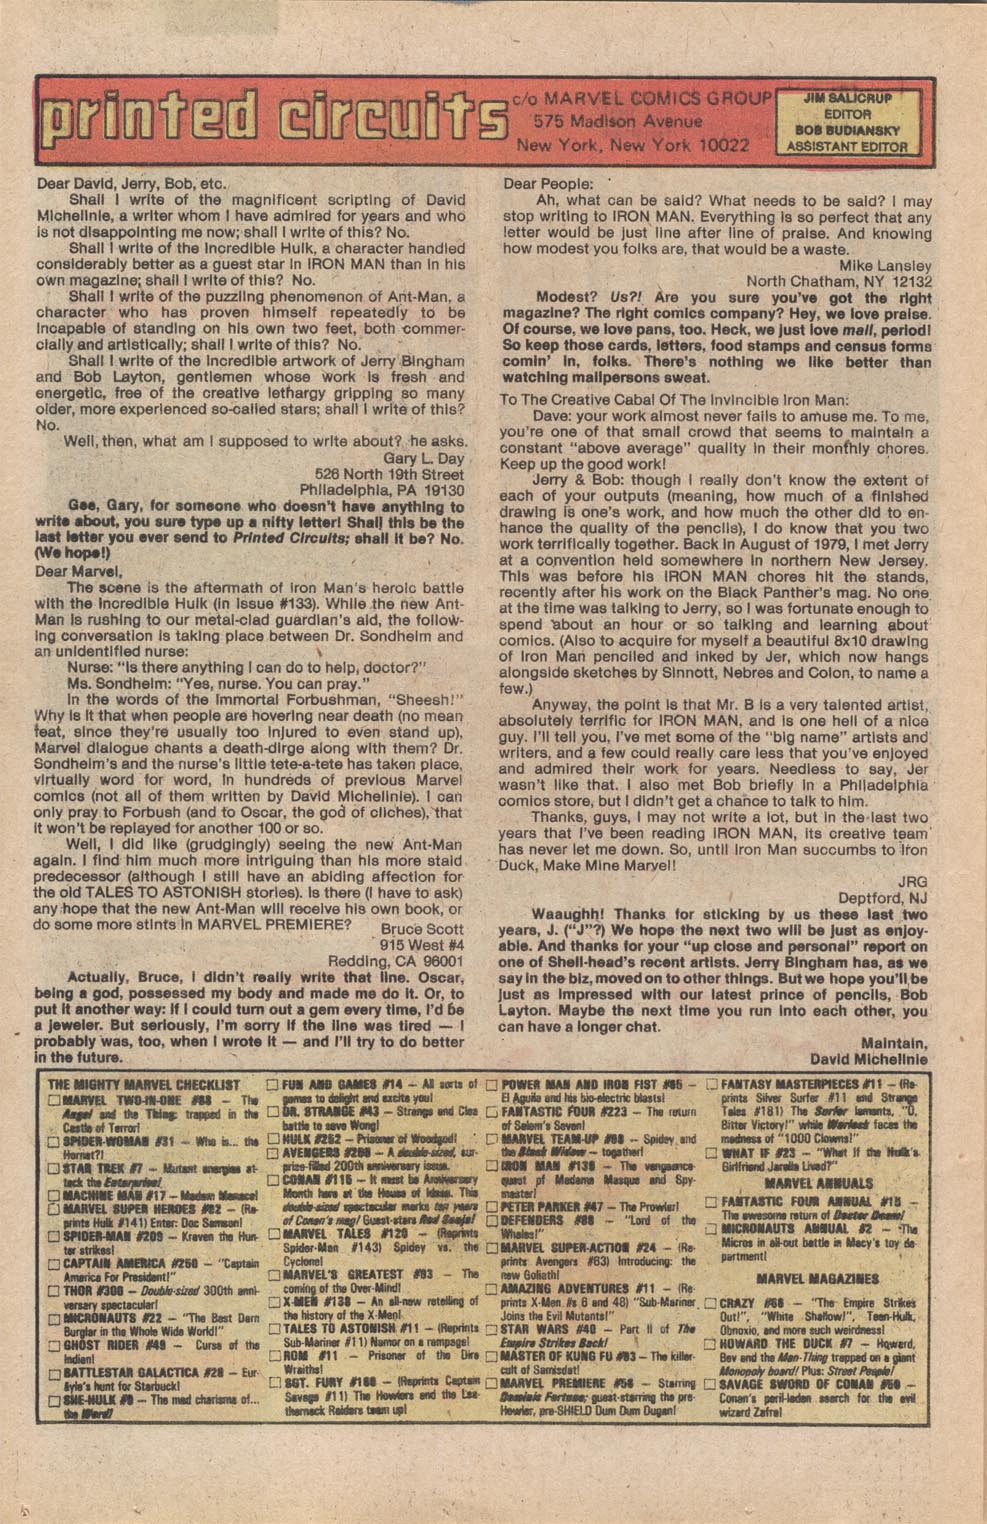 printed circuits
c/o MARVEL COMICS GROUP
575 Madison Avenue
New York, New York 10022
JIM SALICRUP
EDITOR
BOB BUDIANSKY
ASSISTANT EDITOR
Dear David, Jerry, Bob, etc.
Shall I write of the magnificent scripting of David
Michelinie, a writer whom I have admired for years and who
is not disappointing me now; shall I write of this? No.
Shall I write of the Incredible Hulk, a character handled
considerably better as a guest star in IRON MAN than in his
own magazine; shall I write of this? No.
Shall I write of the puzzling phenomenon of Ant-Man, a
character who has proven himself repeatedly to be
incapable of standing on his own two feet, both commer-
cially and artistically; shall I write of this? No.
Shall I write of the incredible artwork of Jerry Bingham
and Bob Layton, gentlemen whose work is fresh and
energetic, free of the creative lethargy gripping so many
older, more experienced so-called stars; shall I write of this?
No.
Well, then, what am I supposed to write about? he asks.
Gary L. Day
526 North 19th Street
Philadelphia, PA 19130
Gee, Gary, for someone who doesn't have anything to
write about, you sure type up a nifty letter! Shall this be the
last letter you ever send to Printed Circuits; shall it be? No.
(We hope!)
Dear Marvel,
The scene is the aftermath of Iron Man's heroic battle
with the Incredible Hulk (in issue #133). While the new Ant-
Man is rushing to our metal-clad guardian's aid, the follow-
ing conversation is taking place between Dr. Sondheim and
an unidentified nurse:
Nurse: "Is there anything I can do to help, doctor?"
Ms. Sondheim: "Yes, nurse. You can pray."
In the words of the immortal Forbushman, "Sheesh!"
Why is it that when people are hovering near death (no mean
feat, since they're usually too injured to even stand up),
Marvel dialogue chants a death-dirge along with them? Dr.
Sondheim's and the nurse's little tete-a-tete has taken place,
virtually word for word, in hundreds of previous Marvel
comics (not all of them written by David Michelinie). I can
only pray to Forbush (and to Oscar, the god of cliches), that
it won't be replayed for another 100 or so.
Well, I did like (grudgingly) seeing the new Ant-Man
again. I find him much more intriguing than his more staid
predecessor (although I still have an abiding affection for
the old TALES TO ASTONISH stories). Is there (I have to ask)
any hope that the new Ant-Man will receive his own book, or
do some more stints in MARVEL PREMIERE?
Bruce Scott
915 West #4
Redding, CA 96001
Actually, Bruce, I didn't really write that line. Oscar,
being a god, possessed my body and made me do it. Or, to
put it another way: if I could turn out a gem every time, I'd be
a jeweler. But seriously, I'm sorry if the line was tired — I
probably was, too, when I wrote it — and I'll try to do better
in the future.
Dear People:
Ah, what can be said? What needs to be said? I may
stop writing to IRON MAN. Everything is so perfect that any
letter would be just line after line of praise. And knowing
how modest you folks are, that would be a waste.
Mike Lansley
North Chatham, NY 12132
Modest? Us?! Are you sure you've got the right
magazine? The right comics company? Hey, we love praise.
Of course, we love pans, too. Heck, we just love mail, period!
So keep those cards, letters, food stamps and census forms
comin' in, folks. There's nothing we like better than
watching mailpersons sweat.
To The Creative Cabal Of The Invincible Iron Man:
Dave: your work almost never fails to amuse me. To me,
you're one of that small crowd that seems to maintain a
constant "above average" quality in their monthly chores.
Keep up the good work!
Jerry & Bob: though I really don't know the extent of
each of your outputs (meaning, how much of a finished
drawing is one's work, and how much the other did to en-
hance the quality of the pencils), I do know that you two
work terrifically together. Back in August of 1979, I met Jerry
at a convention held somewhere in northern New Jersey.
This was before his IRON MAN chores hit the stands,
recently after his work on the Black Panther's mag. No one
at the time was talking to Jerry, so I was fortunate enough to
spend about an hour or so talking and learning about
comics. (Also to acquire for myself a beautiful 8x10 drawing
of Iron Man penciled and inked by Jer, which now hangs
alongside sketches by Sinnott, Nebres and Colon, to name a
few.)
Anyway, the point is that Mr. B is a very talented artist,
absolutely terrific for IRON MAN, and is one hell of a nice
guy. I'll tell you, I've met some of the "big name" artists and
writers, and a few could really care less that you've enjoyed
and admired their work for years. Needless to say, Jer
wasn't like that. I also met Bob briefly in a Philadelphia
comics store, but I didn't get a chance to talk to him.
Thanks, guys, I may not write a lot, but in the last two
years that I've been reading IRON MAN, its creative team
has never let me down. So, until Iron Man succumbs to Iron
Duck, Make Mine Marvel!
JRG
Deptford, NJ
Waaughh! Thanks for sticking by us these last two
years, J. ("J"?) We hope the next two will be just as enjoy-
able. And thanks for your "up close and personal" report on
one of Shell-head's recent artists. Jerry Bingham has, as we
say in the biz, moved on to other things. But we hope you'll be
just as impressed with our latest prince of pencils, Bob
Layton. Maybe the next time you run into each other, you
can have a longer chat.
Maintain,
David Michelinie
THE MIGHTY MARVEL CHECKLIST
MARVEL TWO-IN-ONE #68 — The
Angel and the Thing: trapped in the
Castle of Terror!
SPIDER-WOMAN #31 — Who is... the
Hornet?!
STAR TREK #7 — Mutant energies at-
tack the Enterprise!
MACHINE MAN #17 — Madam Menace!
MARVEL SUPER HEROES #92 — (Re-
prints Hulk #141) Enter: Doc Samson!
SPIDER-MAN #209 — Kraven the Hun-
ter strikes!
CAPTAIN AMERICA #250 — "Captain
America For President!"
THOR #300 — Double-sized 300th anni-
versary spectacular!
MICRONAUTS #22 — "The Best Darn
Burglar in the Whole Wide World!"
GHOST RIDER #49 — Curse of the
Indian!
BATTLESTAR GALACTICA #20 — Eur-
Eyle's hunt for Starbuck!
SHE-HULK #9 — The mad charisma of...
the Word!
FUN AND GAMES #14 — All sorts of
games to delight and excite you!
DR. STRANGE #43 — Strange and Clea
battle to save Wong!
HULK #252 — Prisoner of Woodgod!
AVENGERS #200 — A double-sized, sur-
prise-filled 200th anniversary issue.
CONAN #115 — It must be Anniversary
Month here at the House of Ideas. This
double-sized spectacular marks ten years
of Conan's mag! Guest-stars Red Sonja!
MARVEL TALES #120 — (Reprints
Spider-Man #143) Spidey vs. the
Cyclone!
MARVEL'S GREATEST #93 — The
coming of the Over-Mind!
X-MEN #138 — An all-new retelling of
the history of the X-Men!
TALES TO ASTONISH #11 — (Reprints
Sub-Mariner #11) Namor on a rampage!
ROM #11 — Prisoner of the Dire
Wraiths!
SGT. FURY #160 — (Reprints Captain
Savage #11) The Howlers and the Lea-
therneck Raiders team up!
POWER MAN AND IRON FIST #65 —
El Aguila and his bio-electric blasts!
FANTASTIC FOUR #223 — The return
of Salem's Seven!
MARVEL TEAM-UP #98 — Spidey and
the Black Widow — together!
IRON MAN #139 — The vengeance
quest pf Madame Masque and Spy-
master!
PETER PARKER #47 — The Prowler!
DEFENDERS #88 — "Lord of the
Whales!"
MARVEL SUPER-ACTION #24 — (Re-
prints Avengers #63) Introducing: the
new Goliath!
AMAZING ADVENTURES #11 — (Re-
prints X-Men #s 6 and 48) "Sub-Mariner
Joins the Evil Mutants!"
STAR WARS #40 — Part II of The
Empire Strikes Back!
MASTER OF KUNG FU #93 — The killer-
cult of Samisdat!
MARVEL PREMIERE #56 — Starring
Dominic Fortune; guest-starring the pre-
Howler, pre-SHIELD Dum Dum Dugan!
FANTASY MASTERPIECES #11 — (Re-
prints Silver Surfer #11 and Strange
Tales #181) The Surfer laments, "O,
Bitter Victory!" while Warlock faces the
madness of "1000 Clowns!"
WHAT IF #23 — "What If the Hulk's
Girlfriend Jarella Lived?"
MARVEL ANNUALS
FANTASTIC FOUR ANNUAL #15 —
The awesome return of Doctor Doom!
MICRONAUTS ANNUAL #2 — The
Micros in all-out battle in Macy's toy de-
partment!
MARVEL MAGAZINES
CRAZY #68 — "The Empire Strikes
Out!", "White Shallow!", Teen-Hulk,
Obnoxio, and more such weirdness!
HOWARD THE DUCK #7 — Howard,
Bev and the Man-Thing trapped on a giant
Monopoly board! Plus: Street People!
SAVAGE SWORD OF CONAN #50 —
Conan's peril-laden search for the evil
wizard Zafra!